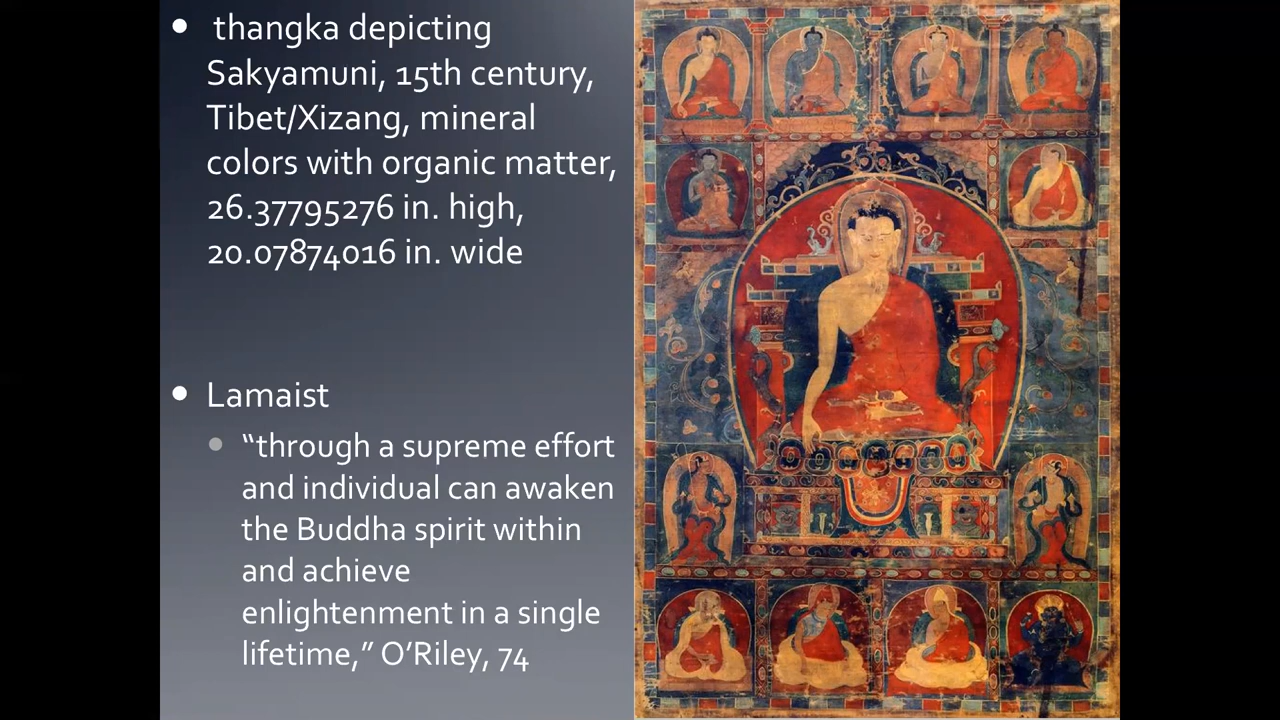 thangka depicting
Sakyamuni, 15th century,
Tibet/Xizang, mineral
colors with organic matter,
26.37795276 in. high,
20.07874016 in. wide
Lamaist
“through a supreme effort
and individual can awaken
the Buddha spirit within
and achieve
enlightenment in a single
lifetime,” O’Riley, 74